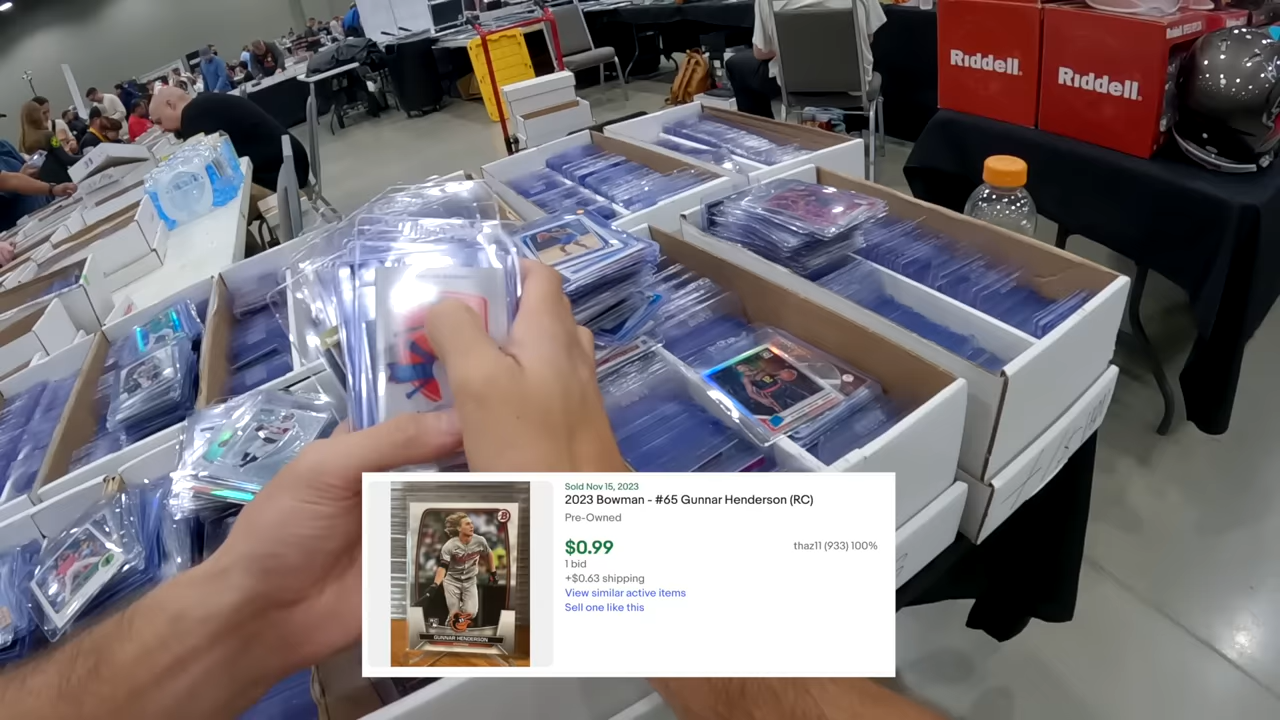 Riddell.
Riddell.
Sold Nov 15, 2023
2023 Bowman - #65 Gunnar Henderson (RC)
Pre-Owned
$0.99
thaz11 (933) 100%
1 bid
+$0.63 shipping
View similar active items
Sell one like this
GUNNAR HENDERSON